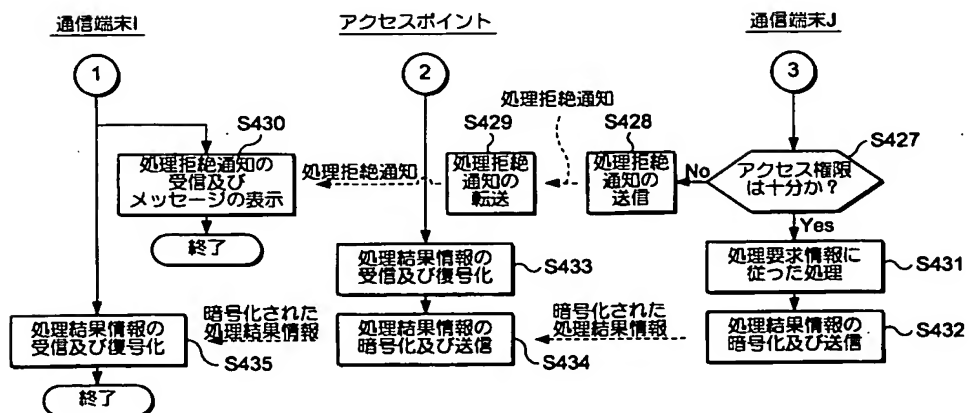 通信端末I
アクセスポイント
通信端末J
1
2
3
処理拒絶通知
S430
S429
S428
S427
処理拒絶通知の
受信及び
メッセージの表示
処理拒絶通知
処理拒絶
通知の
転送
処理拒絶
通知の
送信
No
アクセス権限
は十分か？
終了
Yes
処理結果情報の
受信及び復号化
S433
処理要求情報に
従った処理
S431
処理結果情報の
受信及び復号化
S435
暗号化された
処理結果情報
処理結果情報の
暗号化及び送信
S434
暗号化された
処理結果情報
処理結果情報の
暗号化及び送信
S432
終了